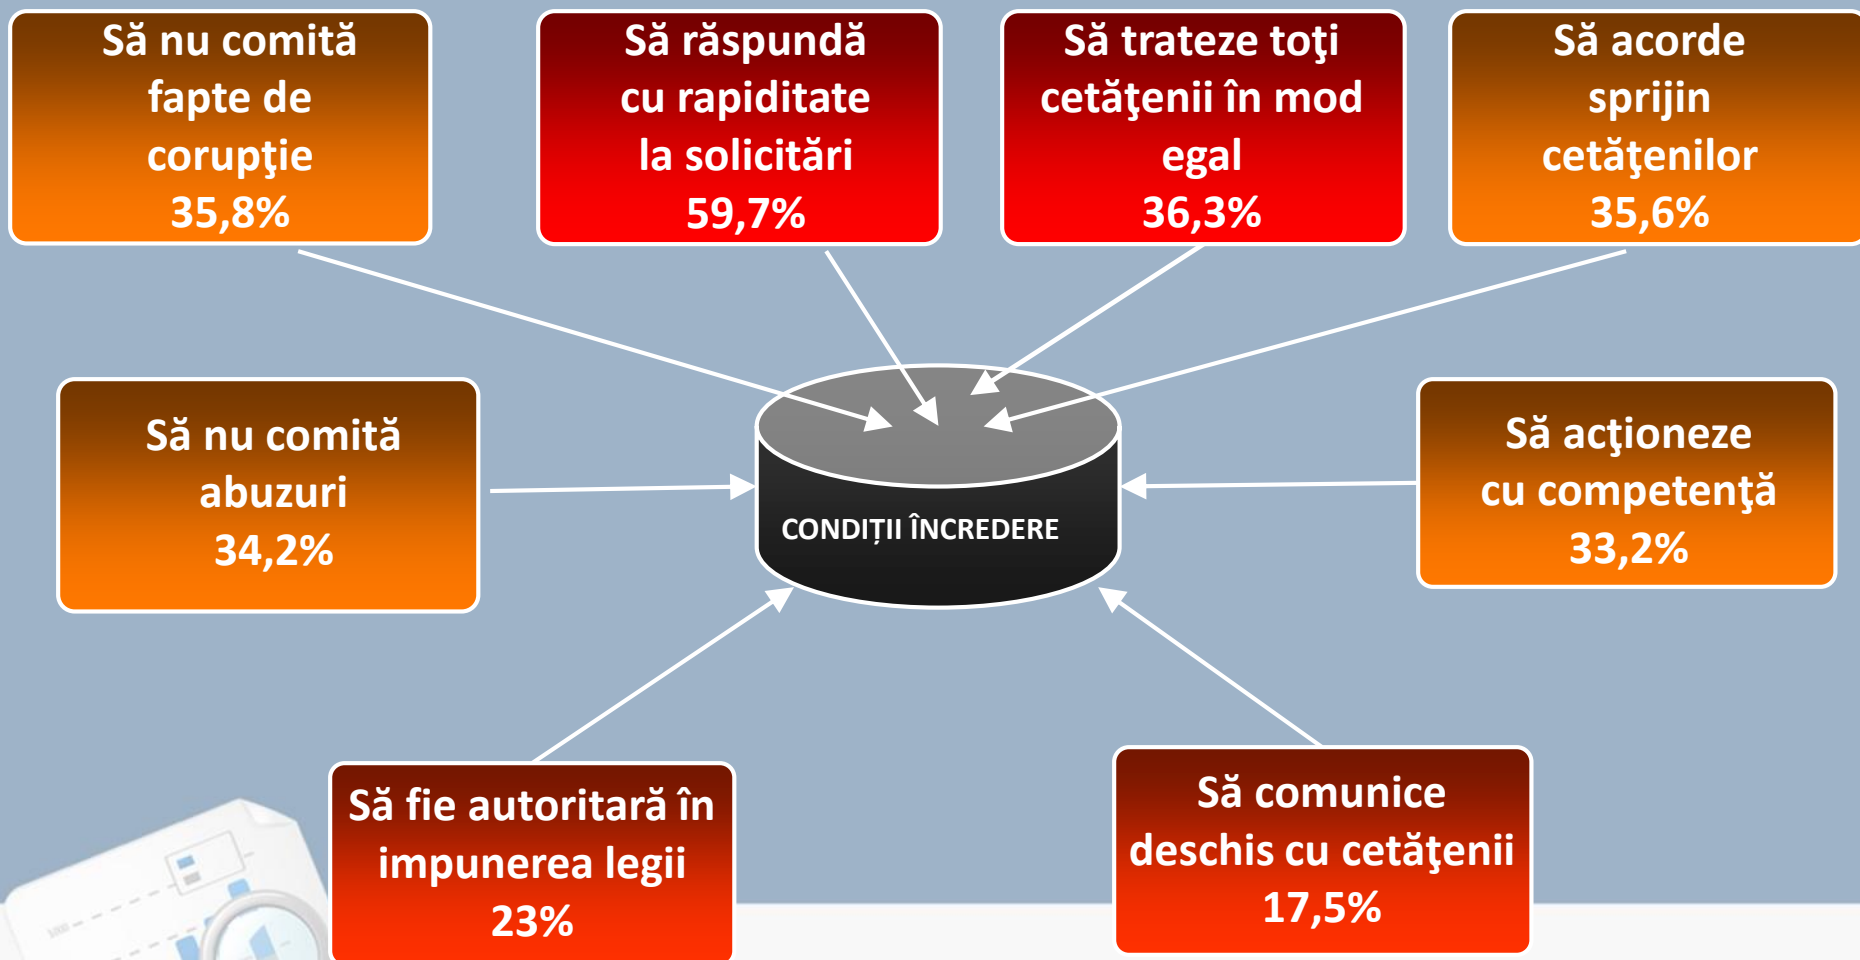 Să nu comită
fapte de
corupţie
35,8%
Să răspundă
cu rapiditate
la solicitări
59,7%
Să trateze toţi
cetăţenii în mod
egal
36,3%
Să acorde
sprijin
cetăţenilor
35,6%
Să nu comită
abuzuri
34,2%
CONDIȚII ÎNCREDERE
Să acţioneze
cu competenţă
33,2%
Să fie autoritară în
impunerea legii
23%
Să comunice
deschis cu cetăţenii
17,5%